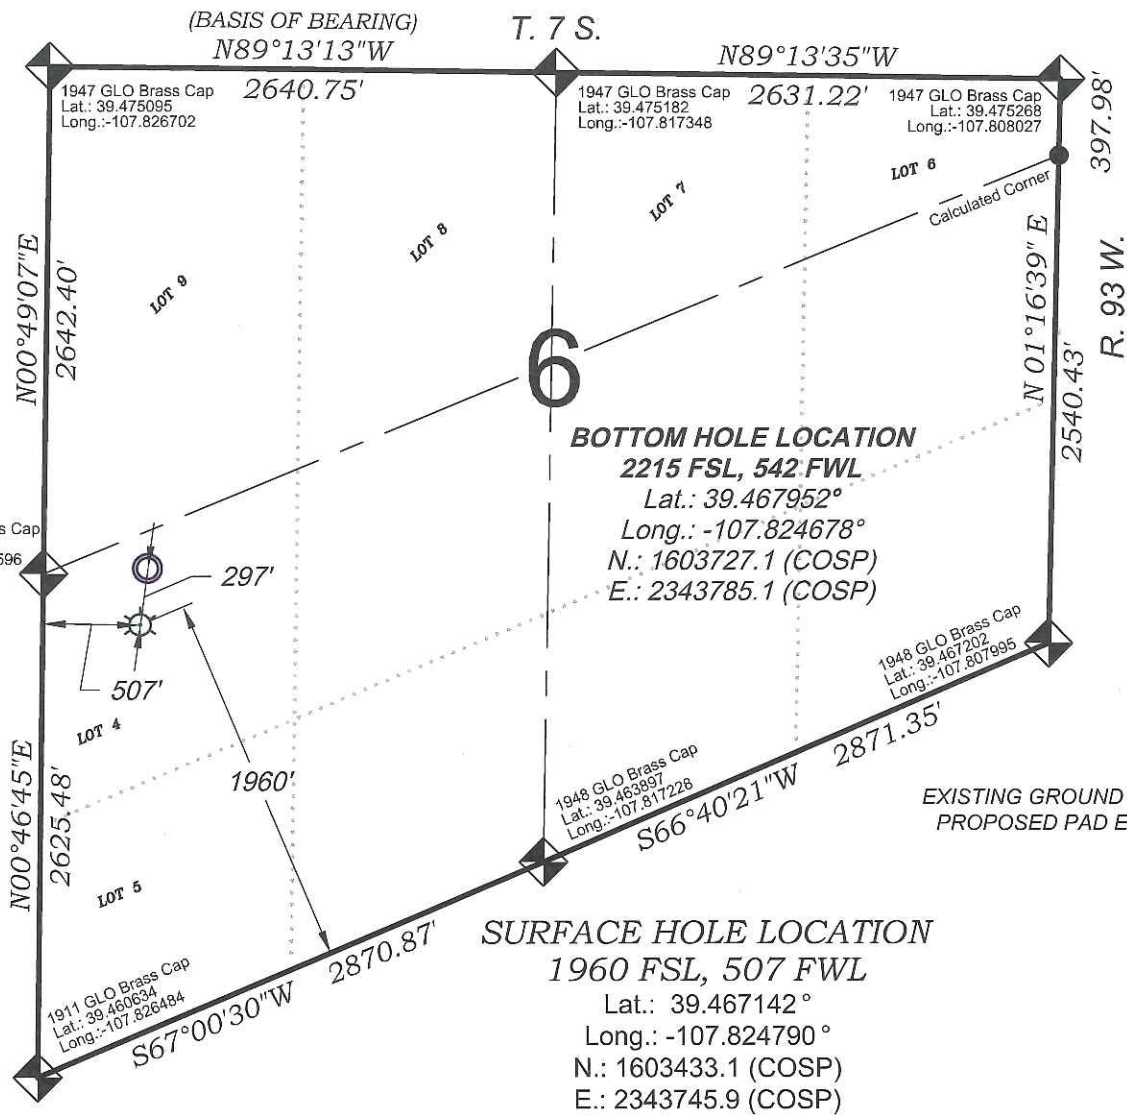 (BASIS OF BEARING)
T. 7 S.
N89°13'13"W
N89°13'35"W
2640.75'
2631.22'
1947 GLO Brass Cap
Lat.: 39.475095
Long.:-107.826702
1947 GLO Brass Cap
Lat.: 39.475182
Long.:-107.817348
1947 GLO Brass Cap
Lat.: 39.475268
Long.:-107.808027
397.98'
LOT 6
LOT 7
LOT 8
LOT 9
Calculated Corner
R. 93 W.
N 01°16'39" E
2540.43'
N00°49'07"E
2642.40'
6
BOTTOM HOLE LOCATION
2215 FSL, 542 FWL
Lat.: 39.467952°
Long.: -107.824678°
N.: 1603727.1 (COSP)
E.: 2343785.1 (COSP)
s Cap
596
297'
507'
LOT 4
1960'
N00°46'45"E
2625.48'
LOT 5
1948 GLO Brass Cap
Lat.: 39.467202
Long.:-107.807995
1948 GLO Brass Cap
Lat.: 39.463897
Long.:-107.817228
S66°40'21"W
2871.35'
EXISTING GROUND
PROPOSED PAD E
1911 GLO Brass Cap
Lat.: 39.460634
Long.:-107.826484
S67°00'30"W
2870.87'
SURFACE HOLE LOCATION
1960 FSL, 507 FWL
Lat.: 39.467142°
Long.: -107.824790°
N.: 1603433.1 (COSP)
E.: 2343745.9 (COSP)